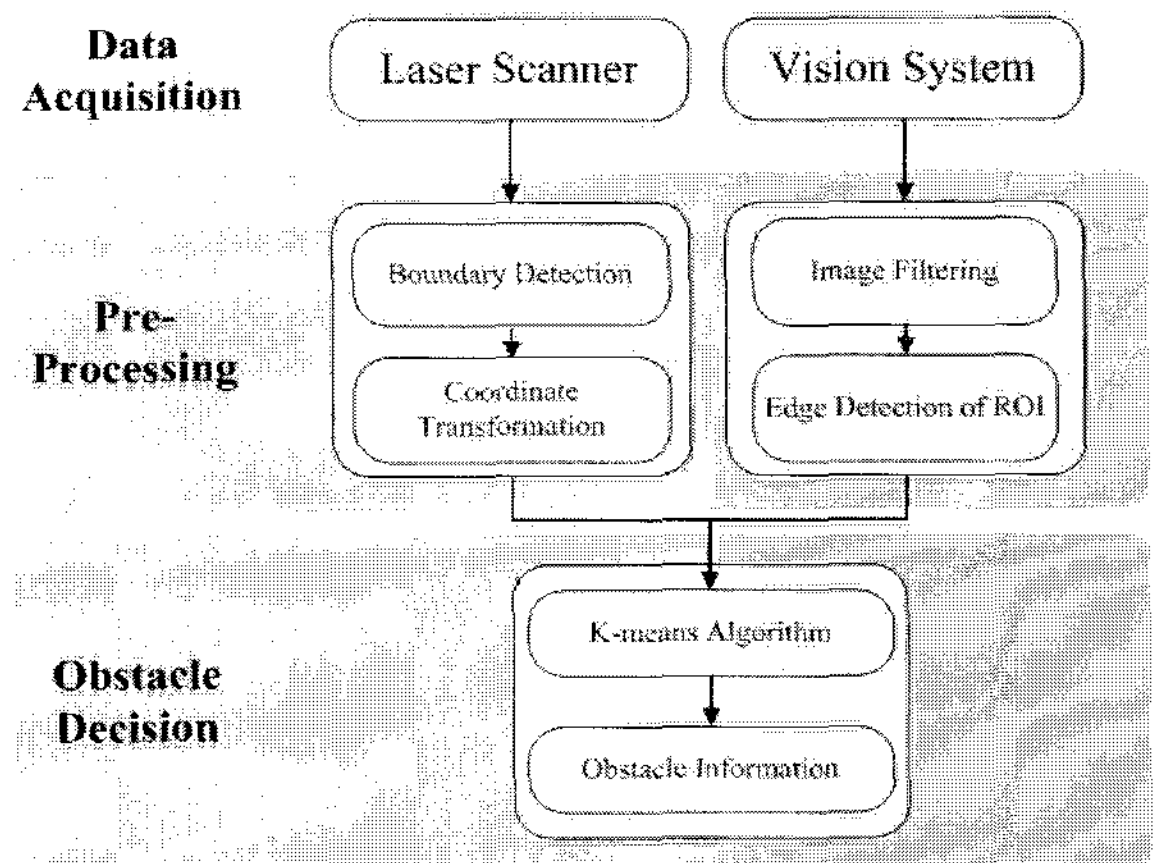 Data
Acquisition
Laser Scanner
Vision System
Pre-
Processing
Boundary Detection
Coordinate
Transformation
Image Filtering
Edge Detection of ROI
Obstacle
Decision
K-means Algorithm
Obstacle Information